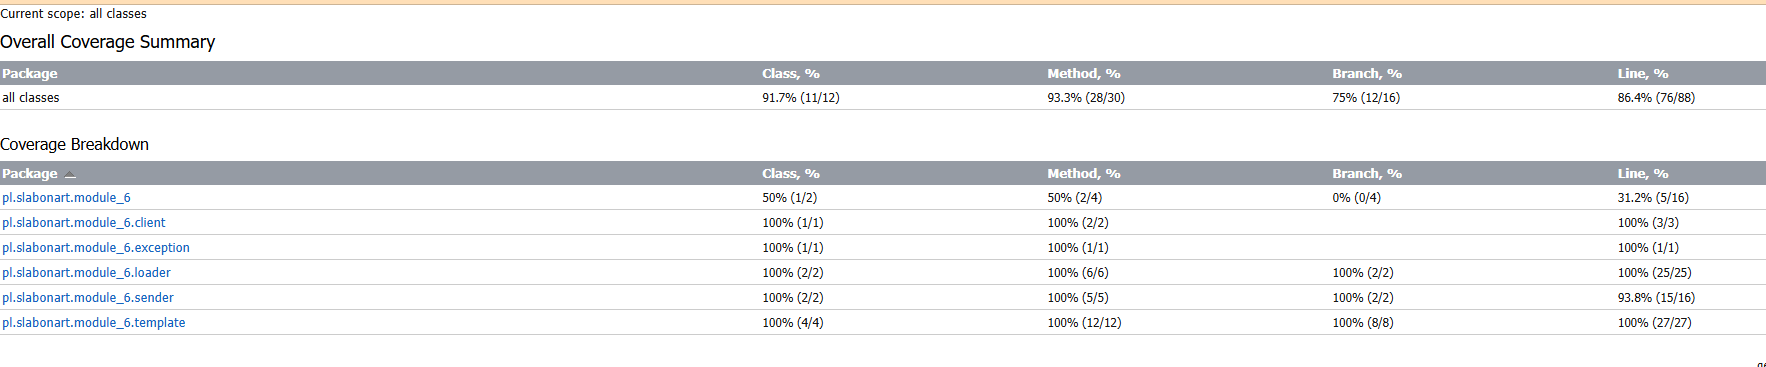 Current scope: all classes
Overall Coverage Summary
Package Class, % Method, % Branch, % Line, %
all classes 91.7% (11/12) 93.3% (28/30) 75% (12/16) 86.4% (76/88)
Coverage Breakdown
Package Class, % Method, % Branch, % Line, %
pl.slabonart.module_6 50% (1/2) 50% (2/4) 0% (0/4) 31.2% (5/16)
pl.slabonart.module_6.client 100% (1/1) 100% (2/2) 100% (3/3)
pl.slabonart.module_6.exception 100% (1/1) 100% (1/1) 100% (1/1)
pl.slabonart.module_6.loader 100% (2/2) 100% (6/6) 100% (2/2) 100% (25/25)
pl.slabonart.module_6.sender 100% (2/2) 100% (5/5) 100% (2/2) 93.8% (15/16)
pl.slabonart.module_6.template 100% (4/4) 100% (12/12) 100% (8/8) 100% (27/27)